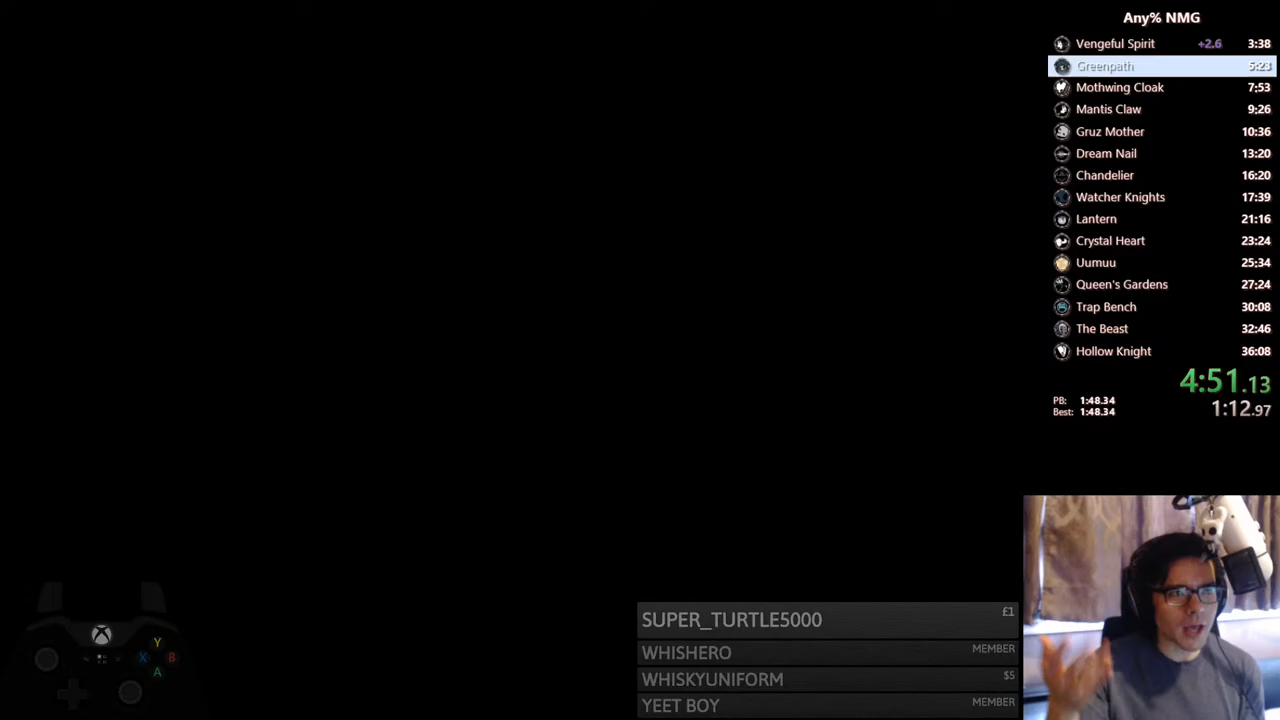 Any% NMG
Vengeful Spirit +2.6 3:38
Greenpath 5:23
Mothwing Cloak 7:53
Mantis Claw 9:26
Gruz Mother 10:36
Dream Nail 13:20
Chandelier 16:20
Watcher Knights 17:39
Lantern 21:16
Crystal Heart 23:24
Uumuu 25:34
Queen's Gardens 27:24
Trap Bench 30:08
The Beast 32:46
Hollow Knight 36:08
4:51.13
PB: 1:48.34
Best: 1:48.34
1:12.97
Y
X B
A
SUPER_TURTLE5000 £1
WHISHERO MEMBER
WHISKYUNIFORM $5
YEET BOY MEMBER